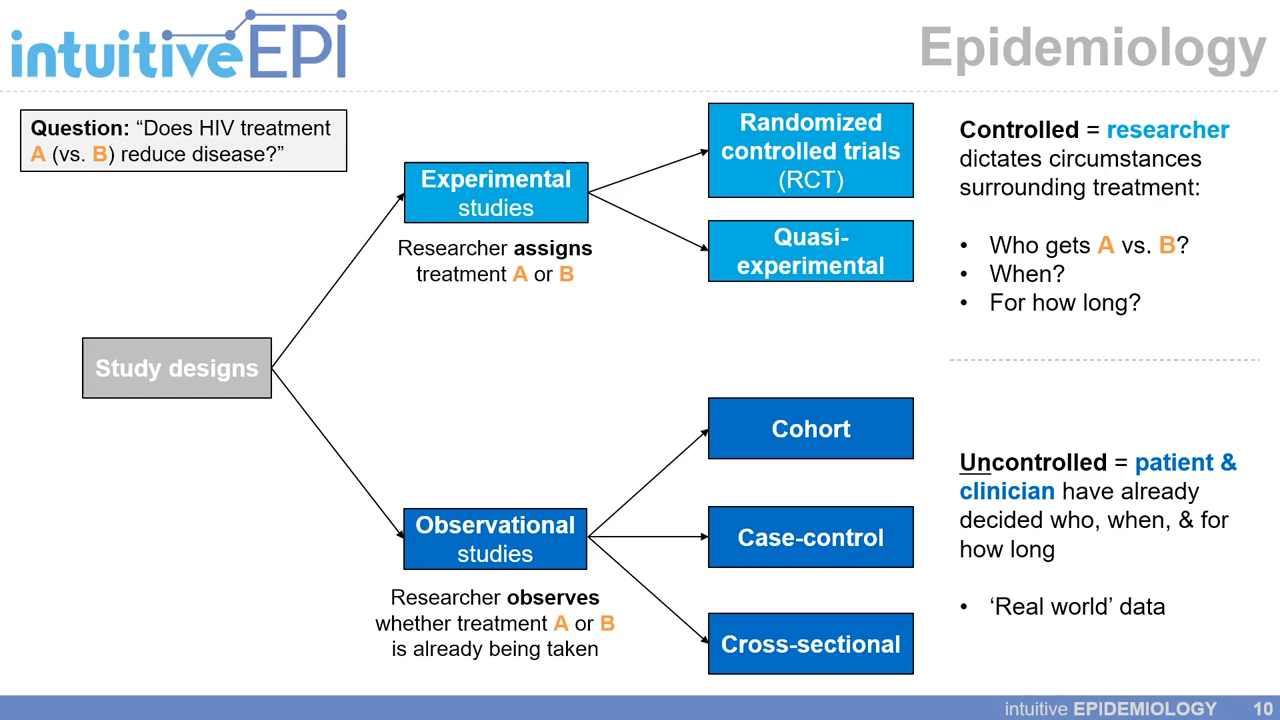 intuitiveEPI
Epidemiology
Question: “Does HIV treatment
A (vs. B) reduce disease?”
Study designs
Experimental
studies
Researcher assigns
treatment A or B
Randomized
controlled trials
(RCT)
Quasi-
experimental
Controlled = researcher
dictates circumstances
surrounding treatment:
• Who gets A vs. B?
• When?
• For how long?
Observational
studies
Researcher observes
whether treatment A or B
is already being taken
Cohort
Case-control
Cross-sectional
Uncontrolled = patient &
clinician have already
decided who, when, & for
how long
• ‘Real world’ data
intuitive EPIDEMIOLOGY 10